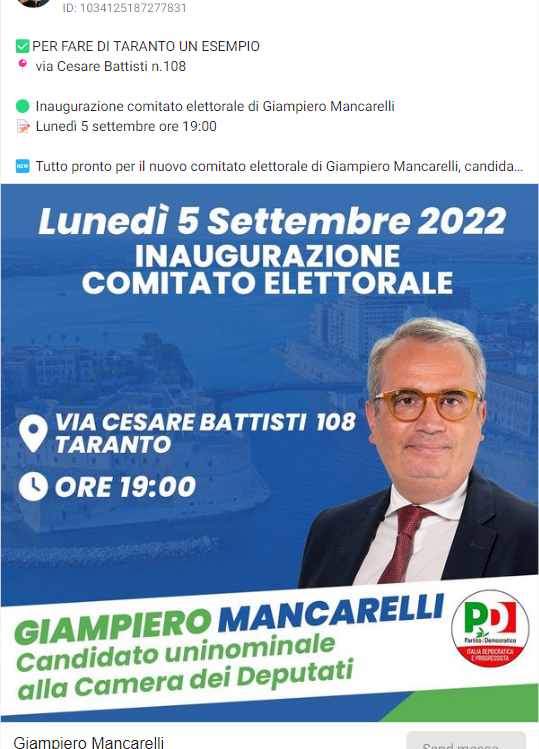 ID: 1034125187277831
PER FARE DI TARANTO UN ESEMPIO
via Cesare Battisti n.108
Inaugurazione comitato elettorale di Giampiero Mancarelli
Lunedì 5 settembre ore 19:00
NEW Tutto pronto per il nuovo comitato elettorale di Giampiero Mancarelli, candida...
Lunedì 5 Settembre 2022
INAUGURAZIONE
COMITATO ELETTORALE
VIA CESARE BATTISTI 108
TARANTO
ORE 19:00
GIAMPIERO MANCARELLI
Candidato uninominale
alla Camera dei Deputati
PD
Partito Democratico
ITALIA DEMOCRATICA
E PROGRESSISTA
Giampiero Mancarelli